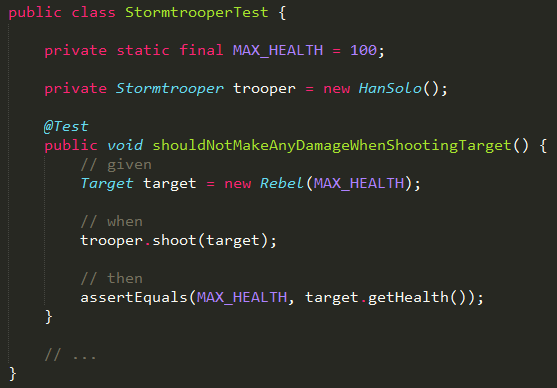 public class StormtrooperTest {
private static final MAX_HEALTH = 100;
private Stormtrooper trooper = new HanSolo();
@Test
public void shouldNotMakeAnyDamageWhenShootingTarget() {
// given
Target target = new Rebel(MAX_HEALTH);
// when
trooper.shoot(target);
// then
assertEquals(MAX_HEALTH, target.getHealth());
}
// ...
}